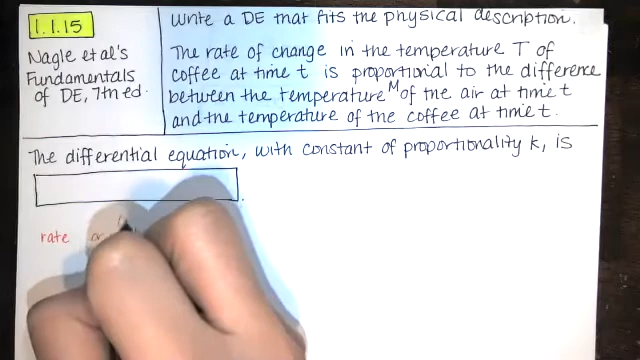 1.1.15
Nagle et al's
Fundamentals
of DE, 7th ed.
Write a DE that fits the physical description.
The rate of change in the temperature T of
coffee at time t is proportional to the difference
between the temperature M of the air at time t
and the temperature of the coffee at time t.
The differential equation, with constant of proportionality k, is
rate